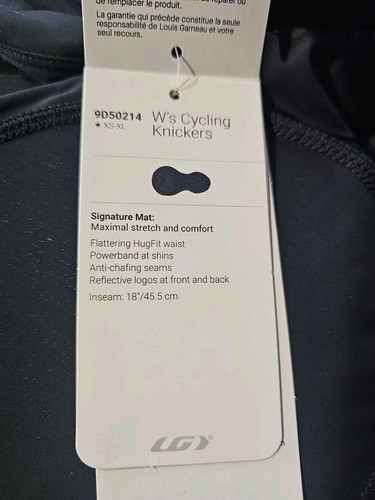 remplacer le produit.
La garantie qui précède constitue la seule
responsabilité de Louis Garneau et votre
seul recours.
9D50214
★ XS-XL
W's Cycling
Knickers
Signature Mat:
Maximal stretch and comfort
Flattering HugFit waist
Powerband at shins
Anti-chafing seams
Reflective logos at front and back
Inseam: 18"/45.5 cm
LG